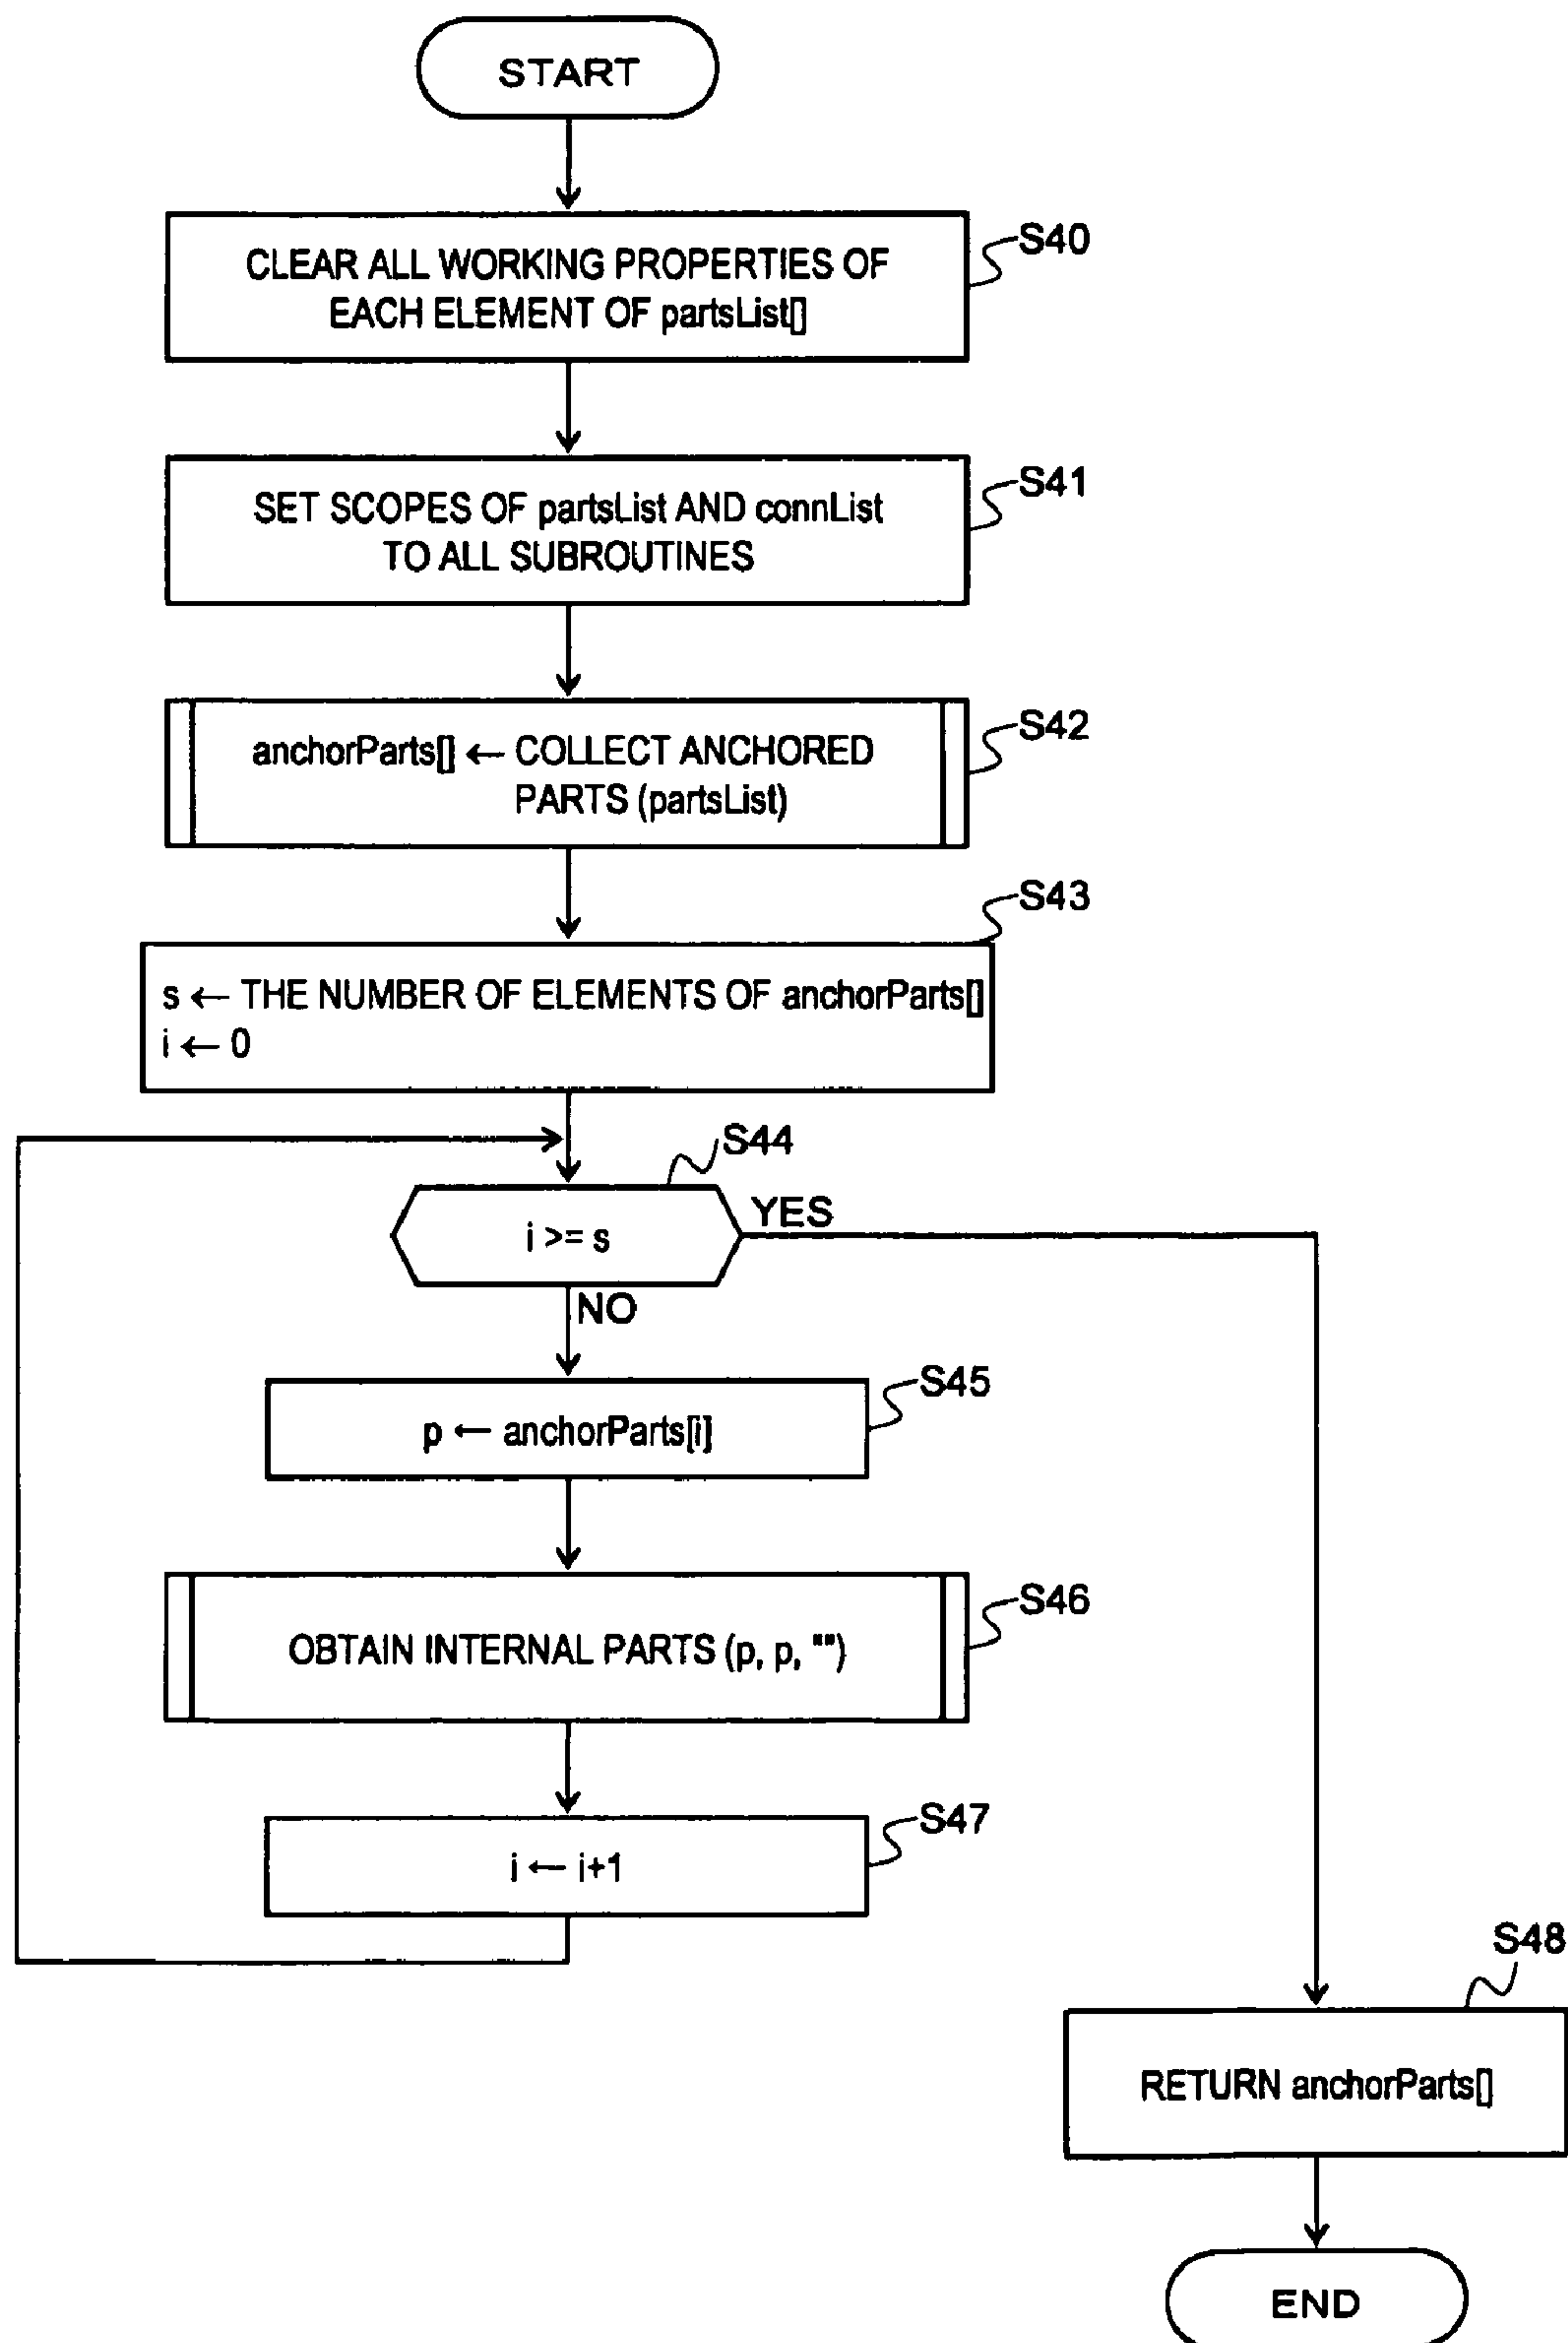 START
S40
CLEAR ALL WORKING PROPERTIES OF
EACH ELEMENT OF partsList[]
S41
SET SCOPES OF partsList AND connList
TO ALL SUBROUTINES
S42
anchorParts[] ← COLLECT ANCHORED
PARTS (partsList)
S43
s ← THE NUMBER OF ELEMENTS OF anchorParts[]
i ← 0
S44
i >= s
YES
NO
S45
p ← anchorParts[i]
S46
OBTAIN INTERNAL PARTS (p, p, "")
S47
i ← i+1
S48
RETURN anchorParts[]
END